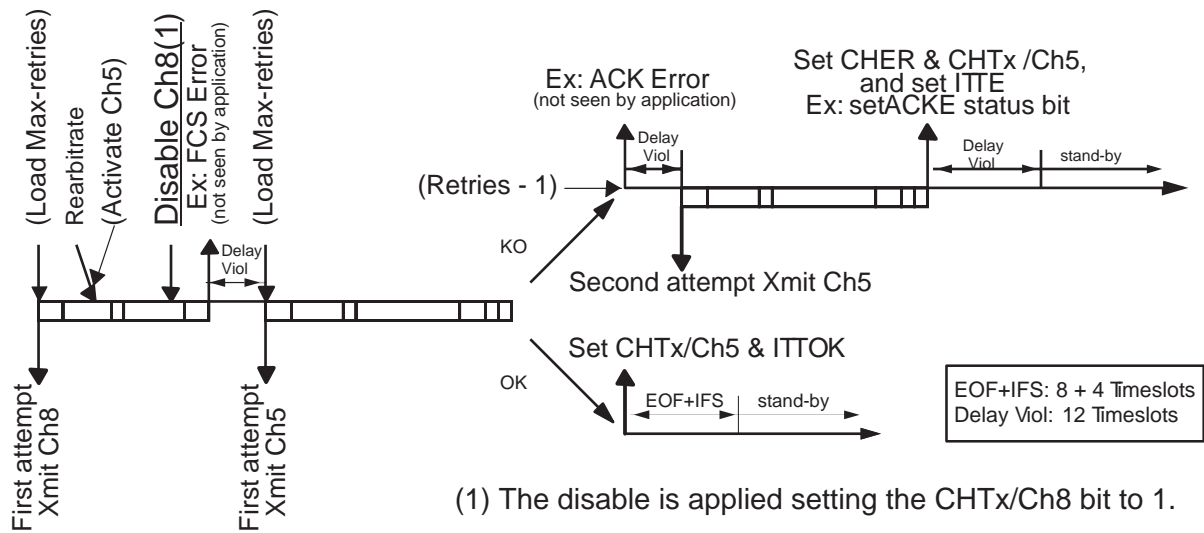 (Load Max-retries)
Rearbitrate
(Activate Ch5)
Disable Ch8(1)
Ex: FCS Error
(not seen by application)
(Load Max-retries)
Delay
Viol
First attempt
Xmit Ch8
First attempt
Xmit Ch5
KO
OK
(Retries - 1)
Ex: ACK Error
(not seen by application)
Delay
Viol
Second attempt Xmit Ch5
Set CHER & CHTx /Ch5,
and set ITTE
Ex: setACKE status bit
Delay
Viol
stand-by
Set CHTx/Ch5 & ITTOK
EOF+IFS
stand-by
EOF+IFS: 8 + 4 Timeslots
Delay Viol: 12 Timeslots
(1) The disable is applied setting the CHTx/Ch8 bit to 1.